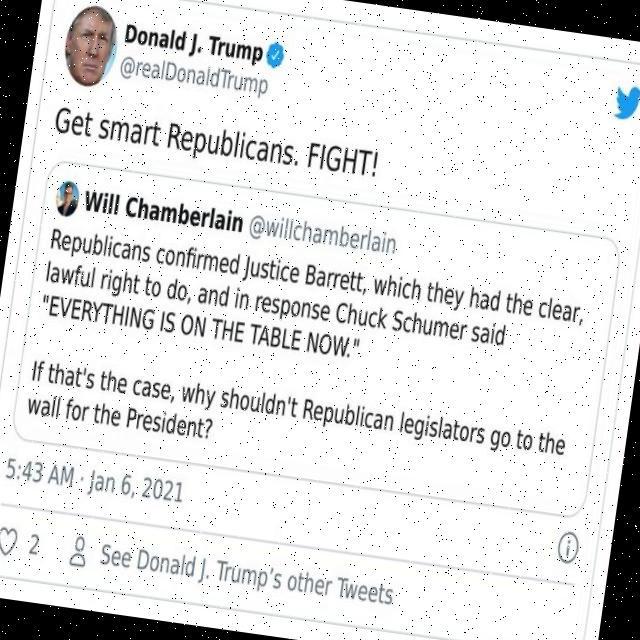 Donald J. Trump
@realDonaldTrump
Get smart Republicans. FIGHT!
Will Chamberlain @willchamberlain
Republicans confirmed Justice Barrett, which they had the clear,
lawful right to do, and in response Chuck Schumer said
"EVERYTHING IS ON THE TABLE NOW."
If that's the case, why shouldn't Republican legislators go to the
wall for the President?
5:43 AM · Jan 6, 2021
2
See Donald J. Trump's other Tweets